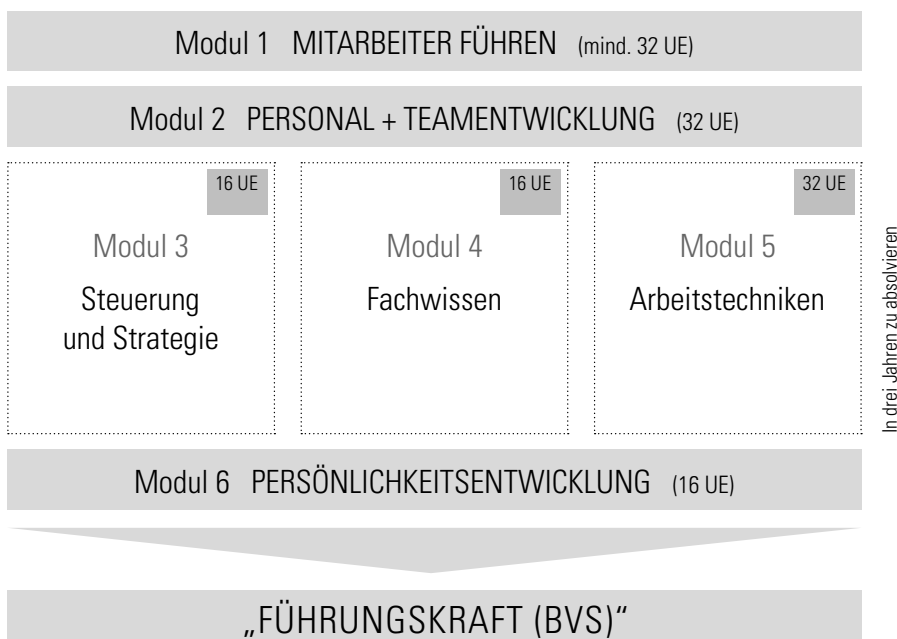 Modul 1 MITARBEITER FÜHREN (mind. 32 UE)
Modul 2 PERSONAL + TEAMENTWICKLUNG (32 UE)
16 UE
Modul 3
Steuerung
und Strategie
16 UE
Modul 4
Fachwissen
32 UE
Modul 5
Arbeitstechniken
In drei Jahren zu absolvieren
Modul 6 PERSÖNLICHKEITSENTWICKLUNG (16 UE)
„FÜHRUNGSKRAFT (BVS)“